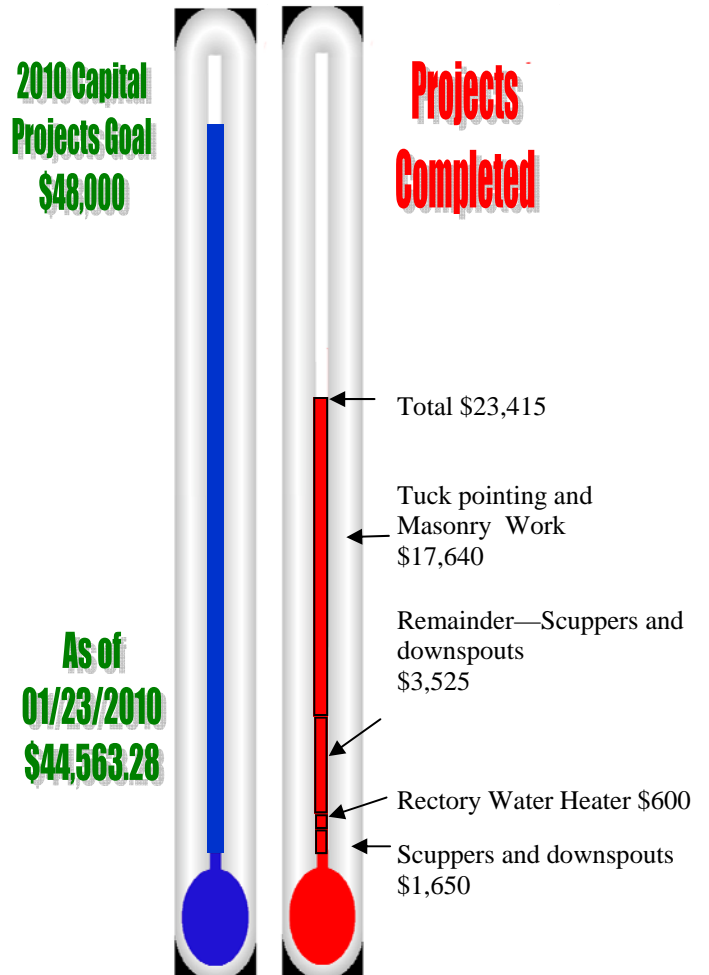 2010 Capital
Projects Goal
$48,000
As of
01/23/2010
$44,563.28
Projects
Completed
Total $23,415
Tuck pointing and
Masonry  Work
$17,640
Remainder—Scuppers and
downspouts
$3,525
Rectory Water Heater $600
Scuppers and downspouts
$1,650